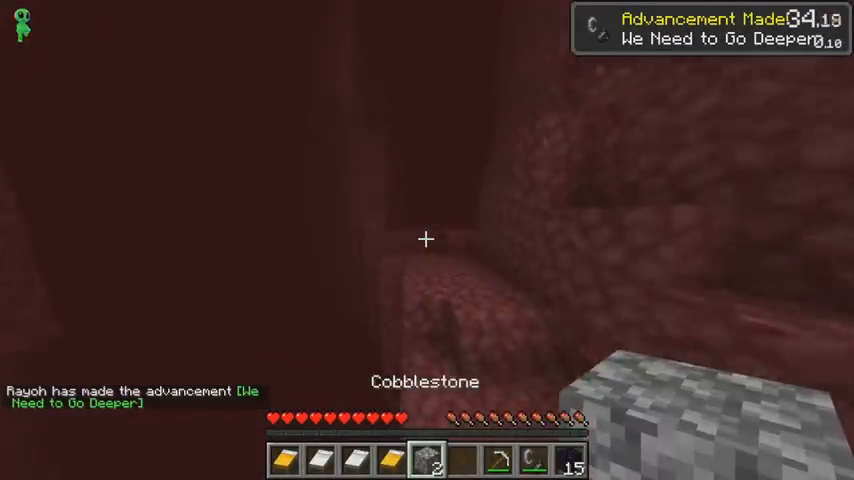 Advancement Made
34.19
We Need to Go Deeper
0.10
Cobblestone
Rayoh has made the advancement [We
Need to Go Deeper]
2
15